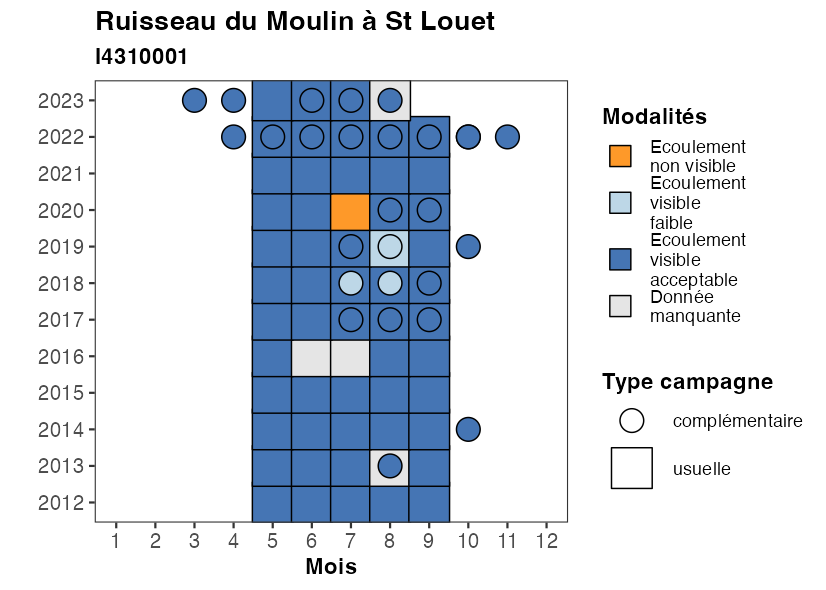 Ruisseau du Moulin à St Louet
I4310001
2023
2022
2021
2020
2019
2018
2017
2016
2015
2014
2013
2012
1 2 3 4 5 6 7 8 9 10 11 12
Mois
Modalités
Ecoulement
non visible
Ecoulement
visible
faible
Ecoulement
visible
acceptable
Donnée
manquante
Type campagne
complémentaire
usuelle